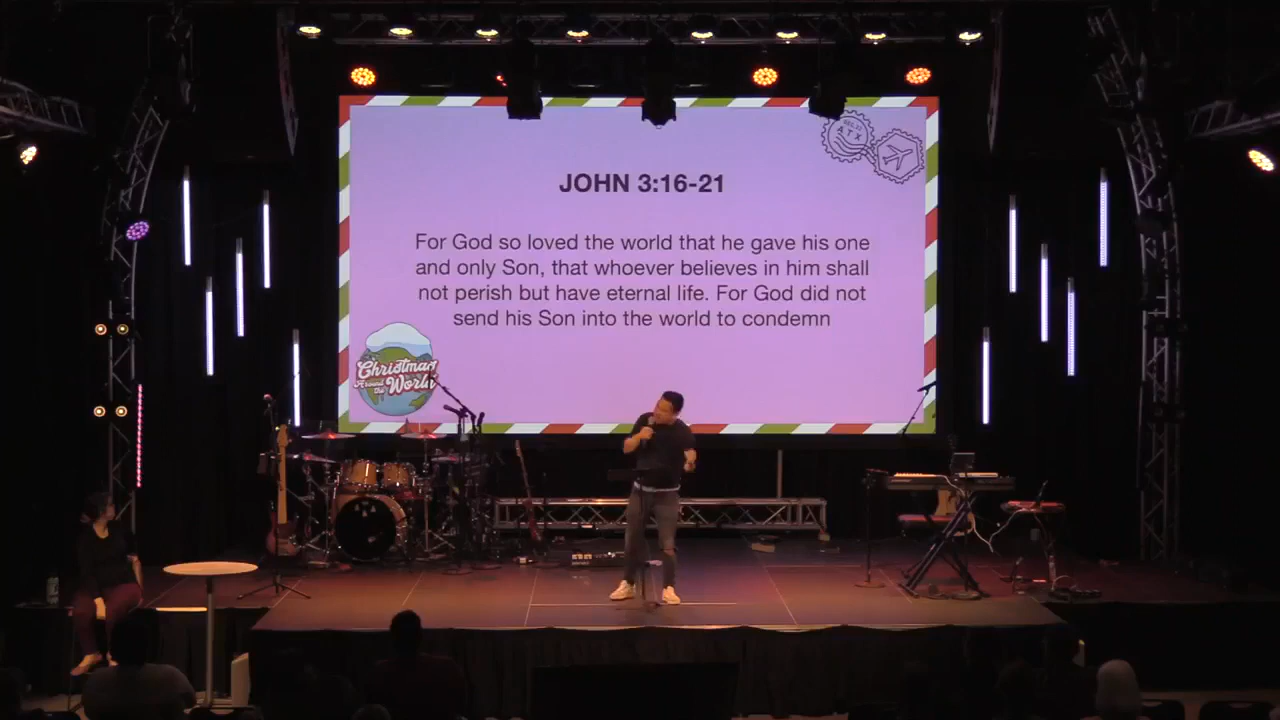 ATX
JOHN 3:16-21
For God so loved the world that he gave his one
and only Son, that whoever believes in him shall
not perish but have eternal life. For God did not
send his Son into the world to condemn
Christmas
Around
the World